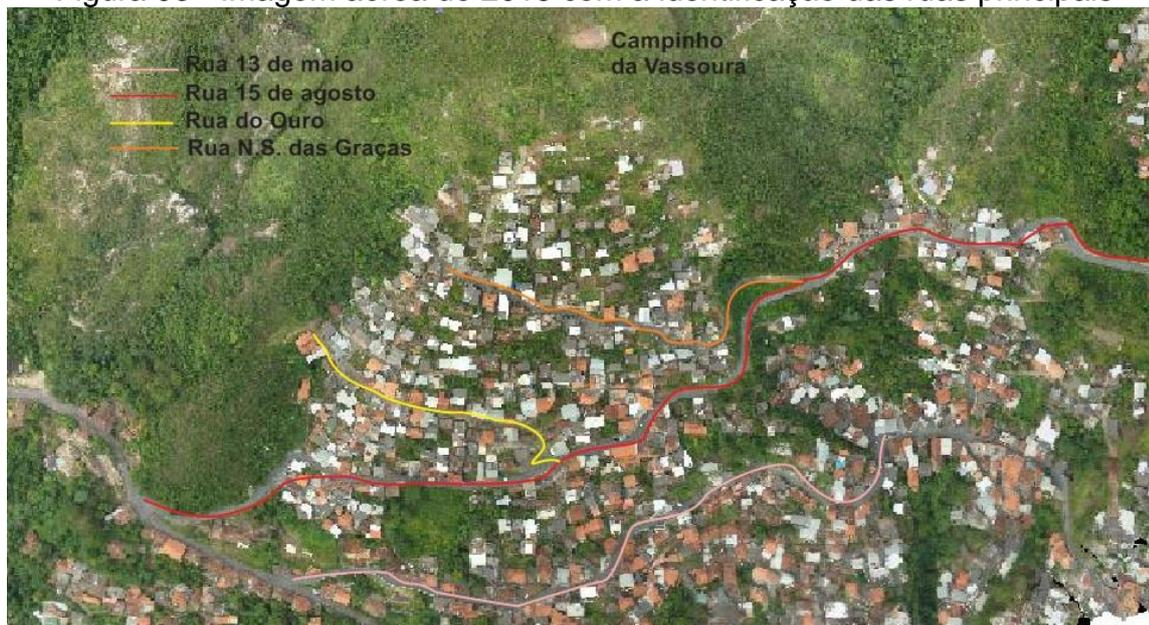 Rua 13 de maio
Rua 15 de agosto
Rua do Ouro
Rua N.S. das Graças
Campinho
da Vassoura